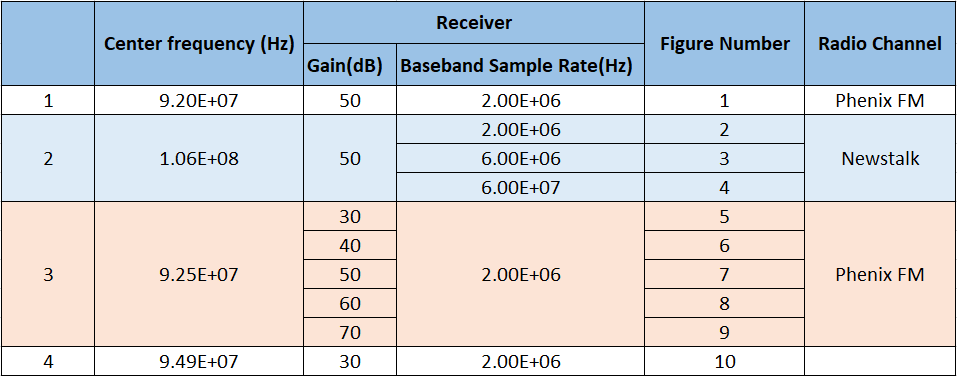 Center frequency (Hz) Receiver Figure Number Radio Channel
Gain(dB) Baseband Sample Rate(Hz)
1 9.20E+07 50 2.00E+06 1 Phenix FM
2 1.06E+08 50 2.00E+06 2 Newstalk
6.00E+06 3
6.00E+07 4
3 9.25E+07 30 2.00E+06 5 Phenix FM
40 6
50 7
60 8
70 9
4 9.49E+07 30 2.00E+06 10